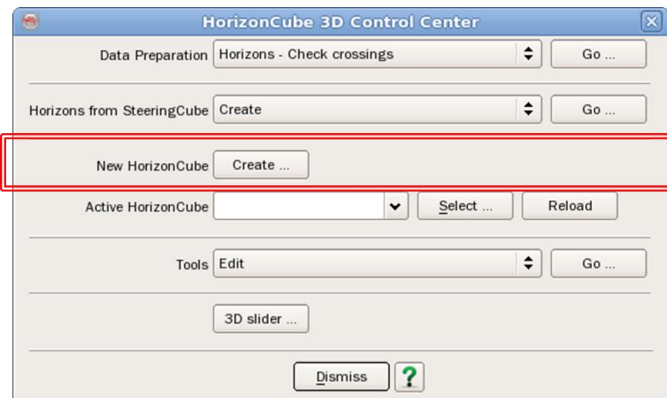 HorizonCube 3D Control Center
Data Preparation Horizons - Check crossings Go ...
Horizons from SteeringCube Create Go ...
New HorizonCube Create ...
Active HorizonCube Select ... Reload
Tools Edit Go ...
3D slider ...
Dismiss ?